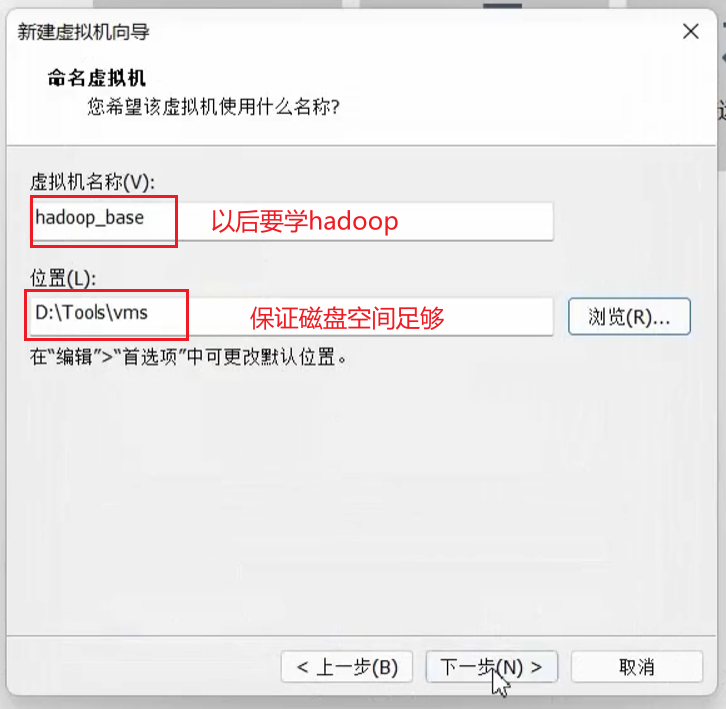 新建虚拟机向导
命名虚拟机
您希望该虚拟机使用什么名称?
虚拟机名称(V):
hadoop_base 以后要学hadoop
位置(L):
D:\Tools\vms 保证磁盘空间足够 浏览(R)...
在“编辑”>“首选项”中可更改默认位置。
< 上一步(B) 下一步(N) > 取消